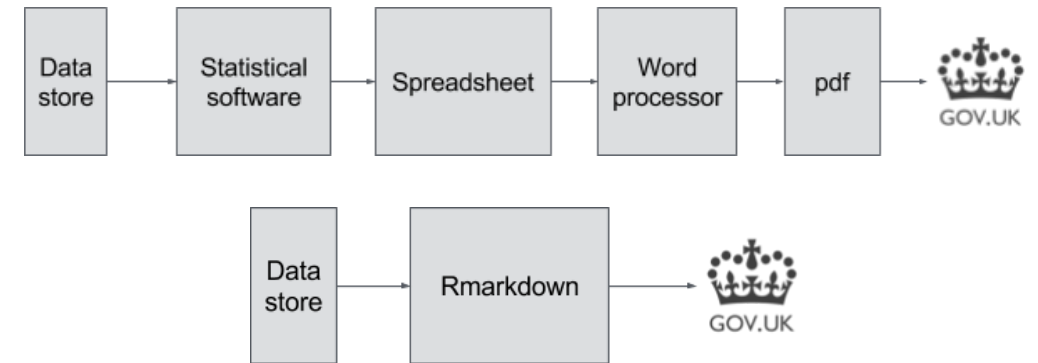 Data
store
Statistical
software
Spreadsheet
Word
processor
pdf
GOV.UK
Data
store
Rmarkdown
GOV.UK